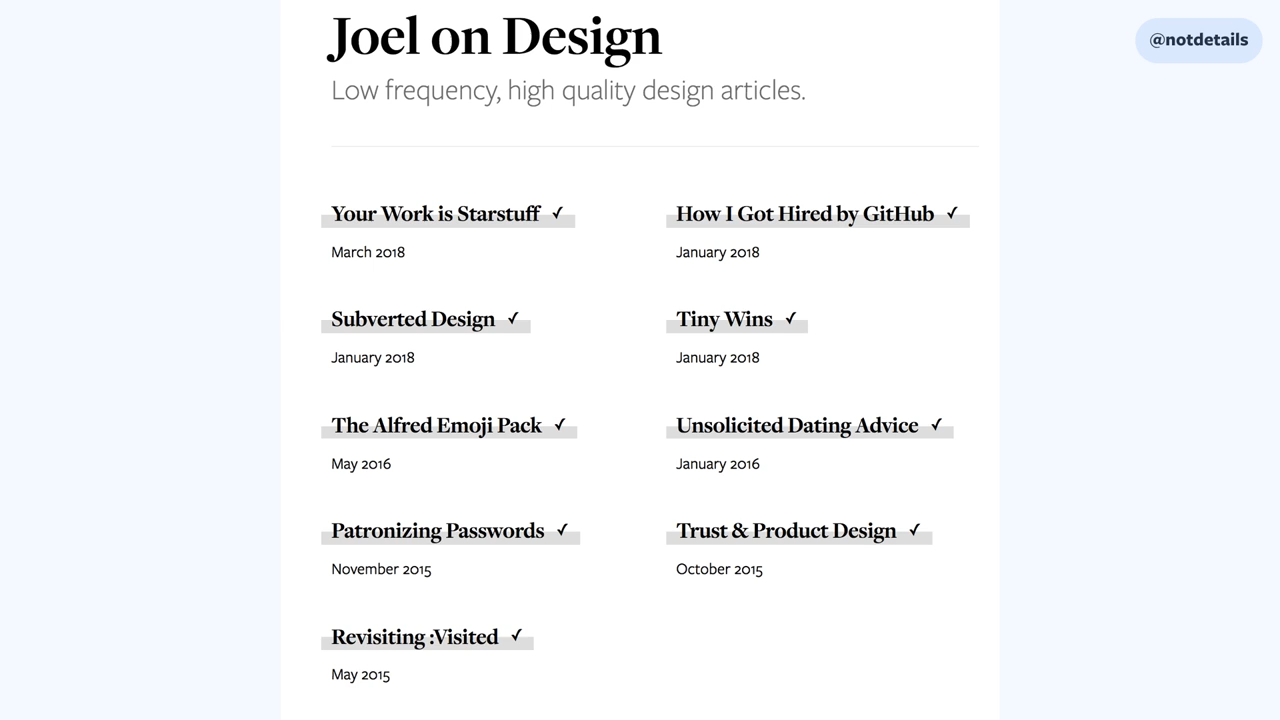 Joel on Design
@notdetails
Low frequency, high quality design articles.
Your Work is Starstuff ✓
How I Got Hired by GitHub ✓
March 2018
January 2018
Subverted Design ✓
Tiny Wins ✓
January 2018
January 2018
The Alfred Emoji Pack ✓
Unsolicited Dating Advice ✓
May 2016
January 2016
Patronizing Passwords ✓
Trust & Product Design ✓
November 2015
October 2015
Revisiting :Visited ✓
May 2015